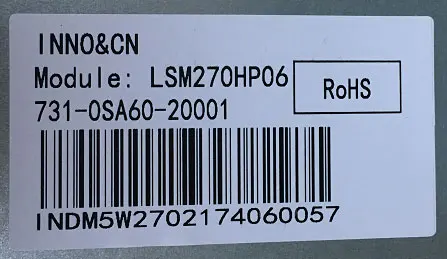 INNO&CN
Module: LSM270HP06
RoHS
731-0SA60-20001
INDM5W2702174060057